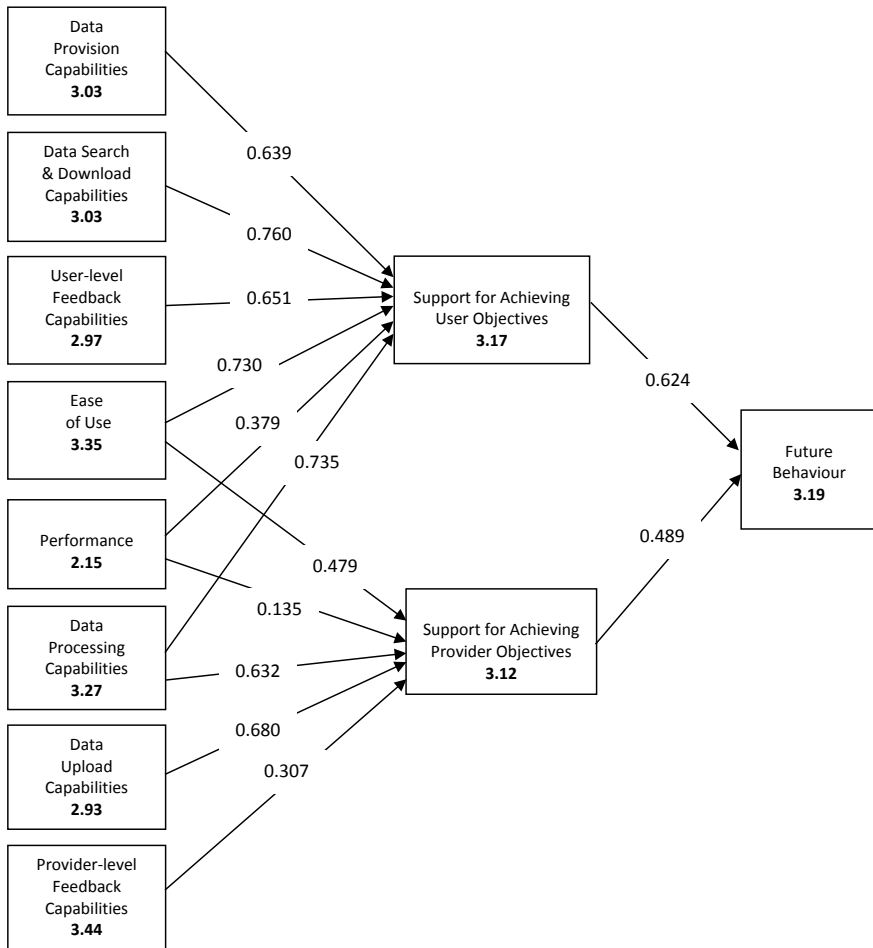 Data
Provision
Capabilities
3.03
Data Search
& Download
Capabilities
3.03
User-level
Feedback
Capabilities
2.97
Ease
of Use
3.35
Performance
2.15
Data
Processing
Capabilities
3.27
Data
Upload
Capabilities
2.93
Provider-level
Feedback
Capabilities
3.44
0.639
0.760
0.651
0.730
0.379
0.735
0.479
0.135
0.632
0.680
0.307
Support for Achieving
User Objectives
3.17
Support for Achieving
Provider Objectives
3.12
0.624
0.489
Future
Behaviour
3.19